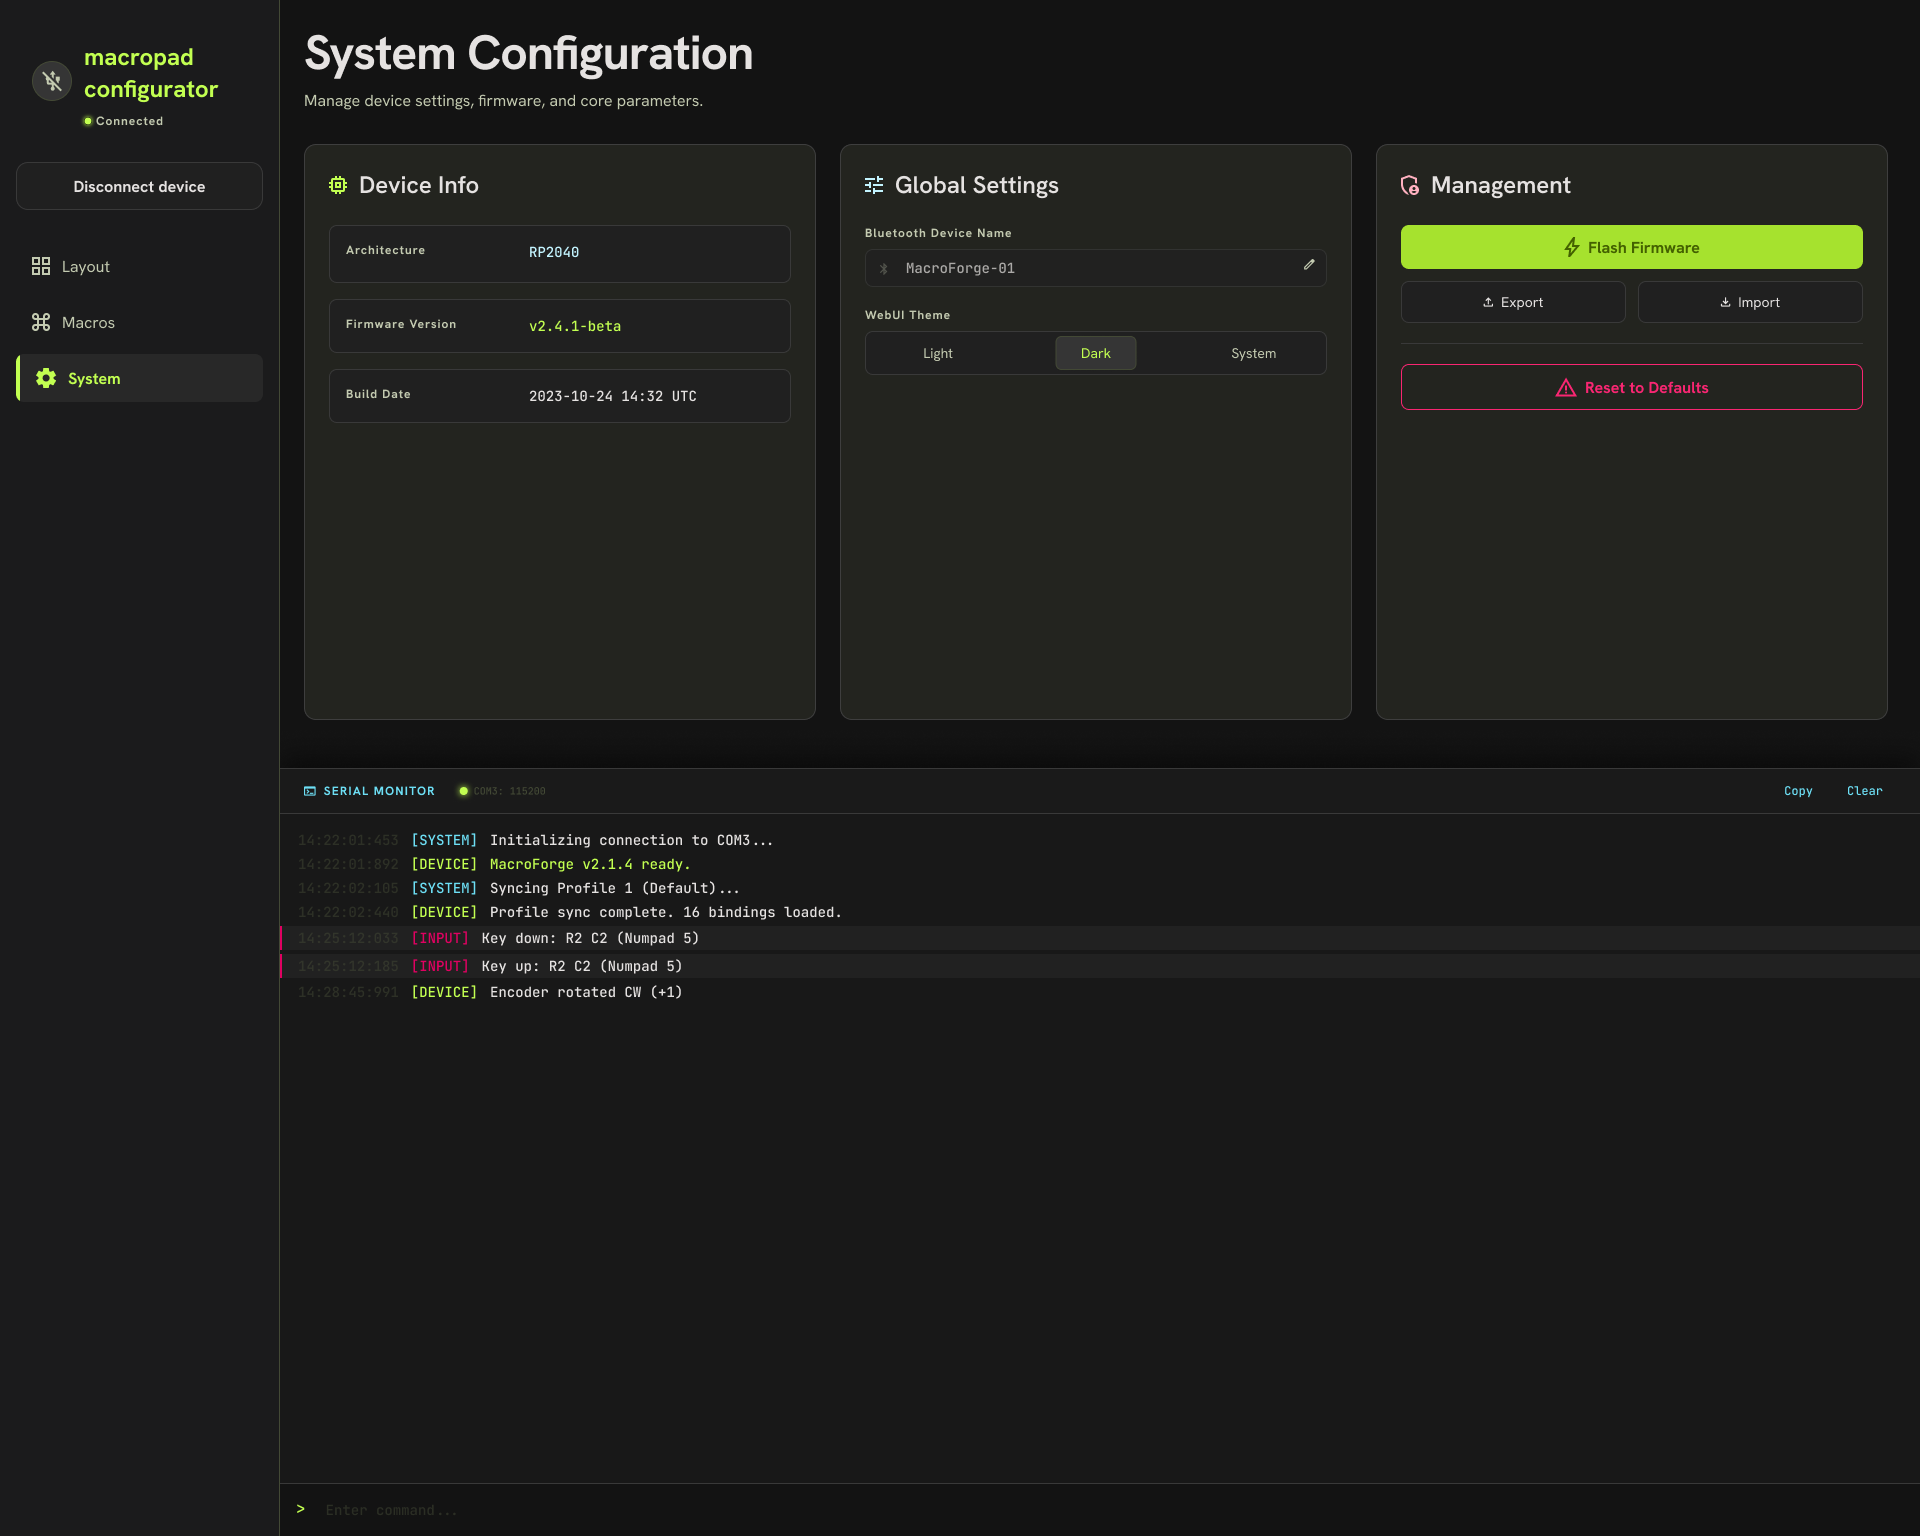 macropad
configurator
Connected
Disconnect device
Layout
Macros
System
System Configuration
Manage device settings, firmware, and core parameters.
Device Info
Architecture RP2040
Firmware Version v2.4.1-beta
Build Date 2023-10-24 14:32 UTC
Global Settings
Bluetooth Device Name
MacroForge-01
WebUI Theme
Light Dark System
Management
Flash Firmware
Export Import
Reset to Defaults
SERIAL MONITOR COM3: 115200 Copy Clear
14:22:01:453 [SYSTEM] Initializing connection to COM3...
14:22:01:892 [DEVICE] MacroForge v2.1.4 ready.
14:22:02:105 [SYSTEM] Syncing Profile 1 (Default)...
14:22:02:440 [DEVICE] Profile sync complete. 16 bindings loaded.
14:25:12:033 [INPUT] Key down: R2 C2 (Numpad 5)
14:25:12:185 [INPUT] Key up: R2 C2 (Numpad 5)
14:28:45:991 [DEVICE] Encoder rotated CW (+1)
> Enter command...